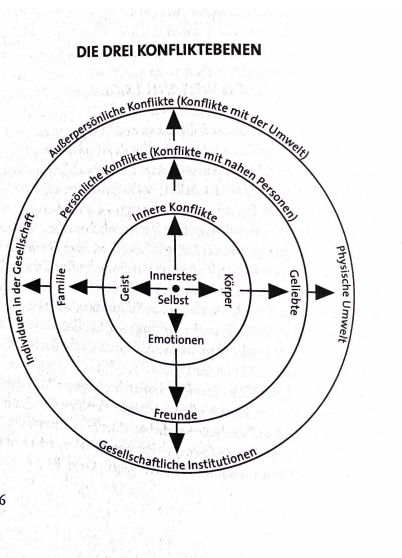 DIE DREI KONFLIKTEBENEN
Außerpersönliche Konflikte (Konflikte mit der Umwelt)
Persönliche Konflikte (Konflikte mit nahen Personen)
Innere Konflikte
Individuen in der Gesellschaft
Familie
Geist
Innerstes
Selbst
Körper
Geliebte
Physische Umwelt
Emotionen
Freunde
Gesellschaftliche Institutionen
6